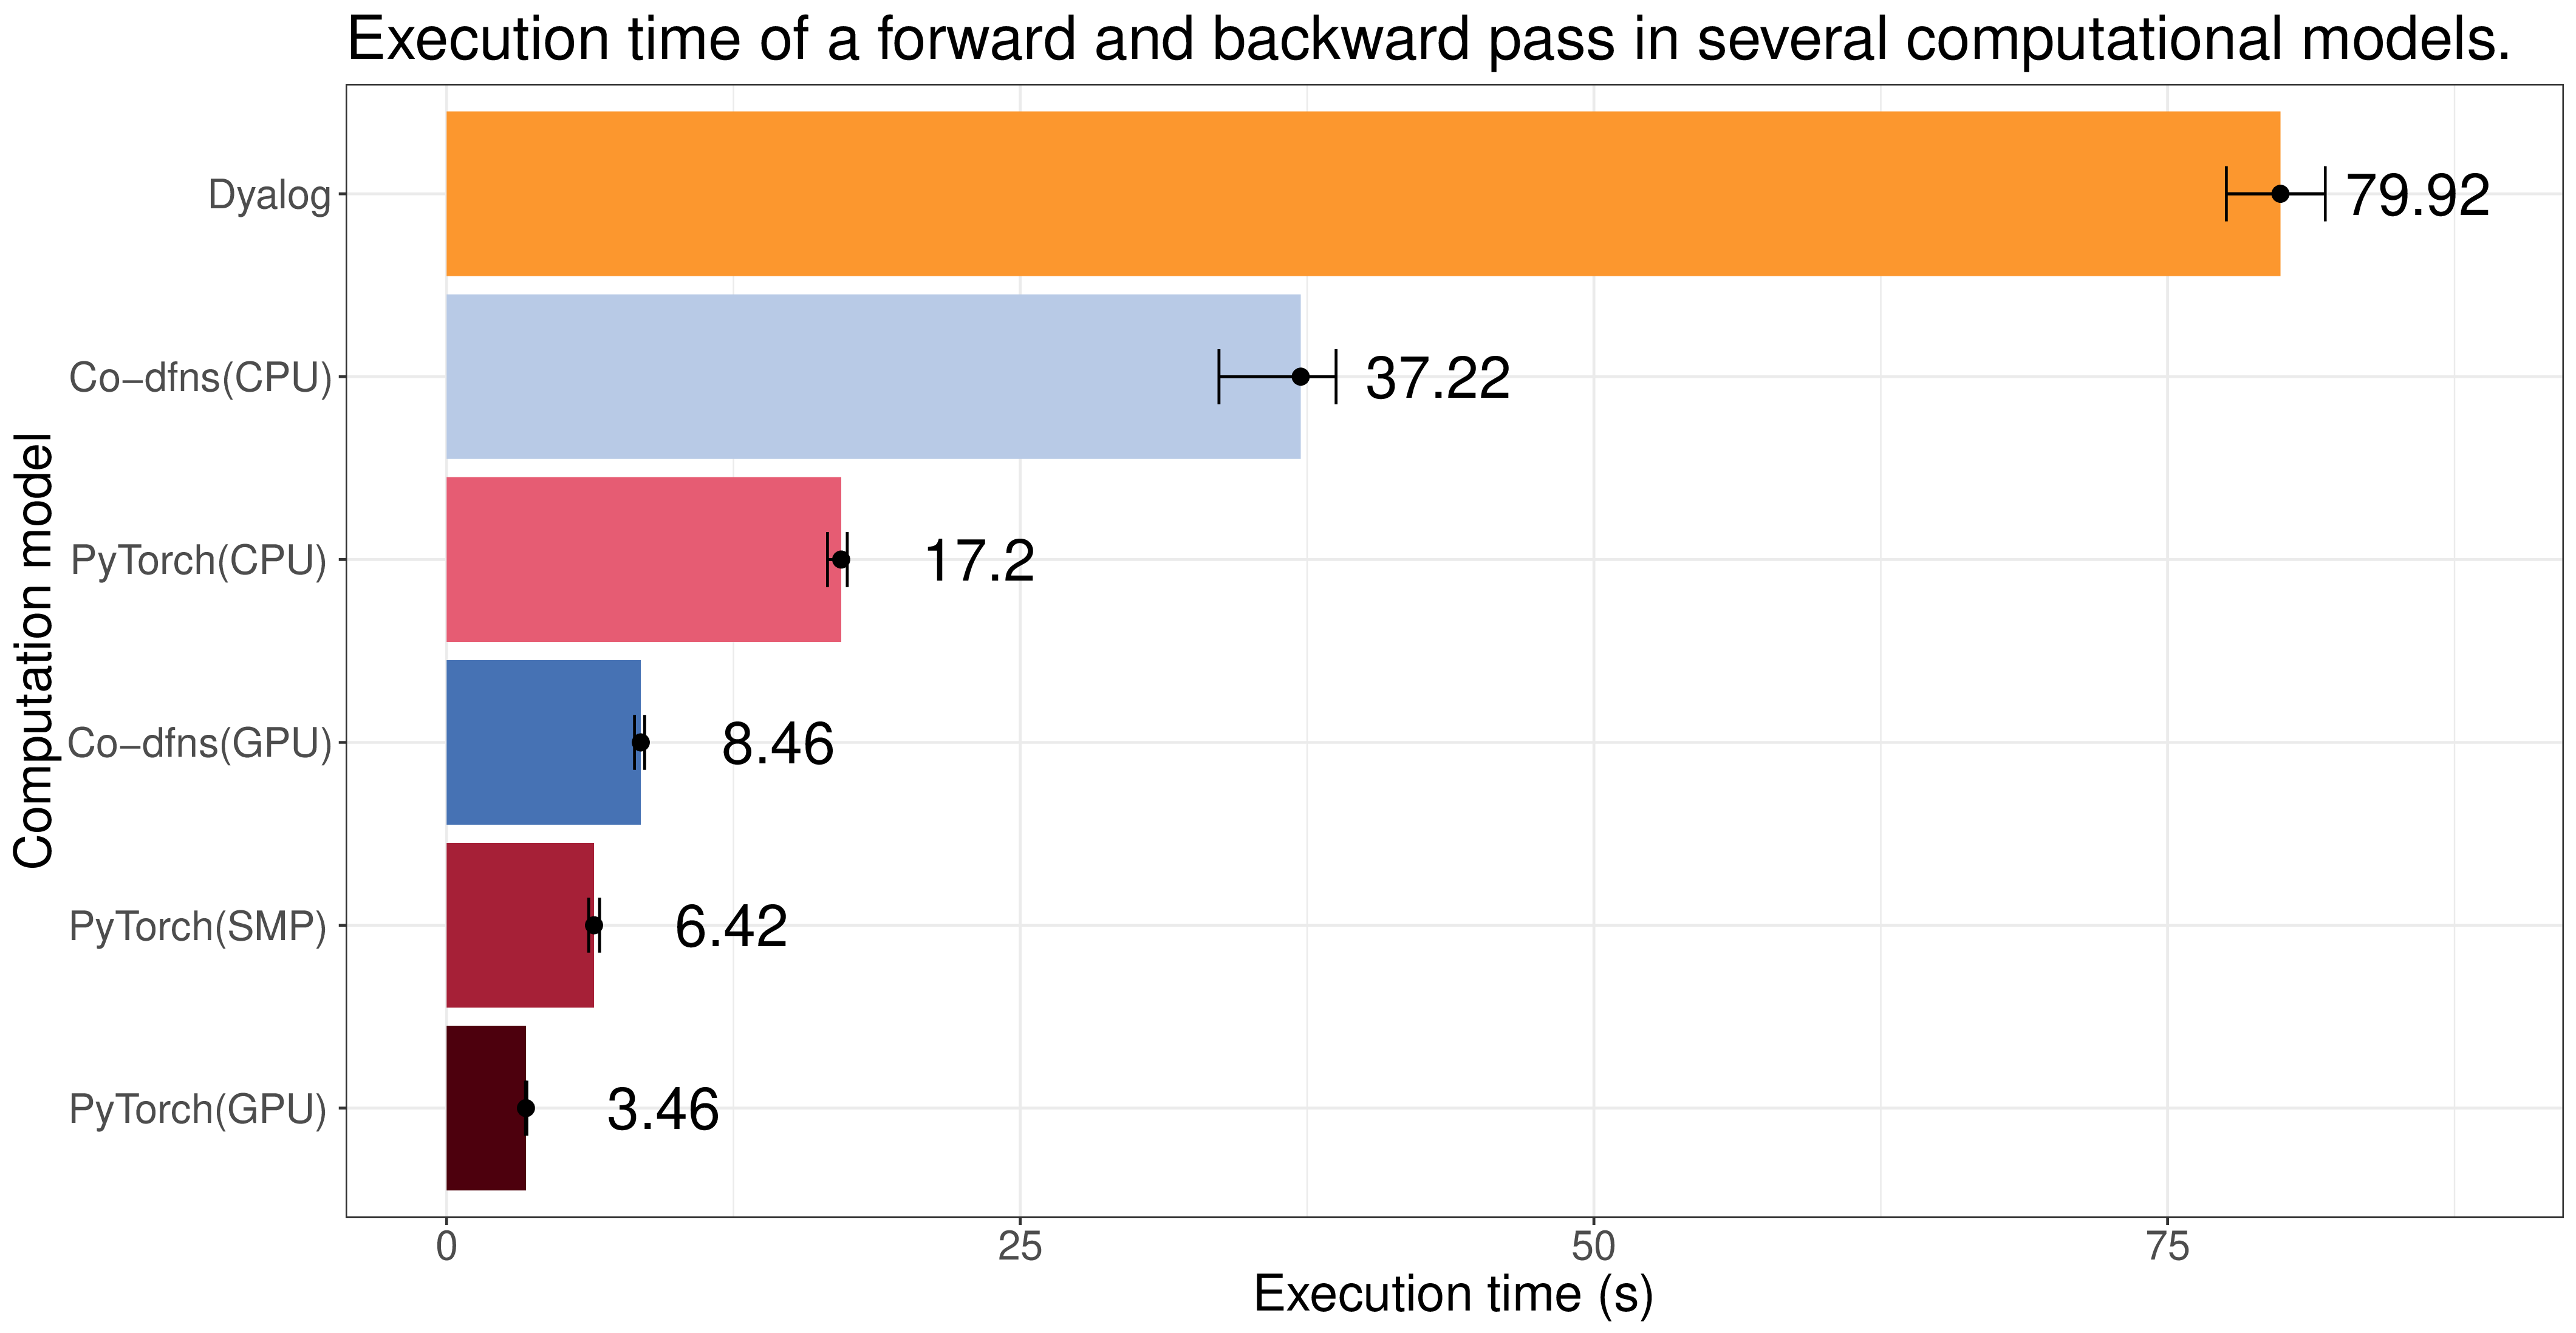 Execution time of a forward and backward pass in several computational models.
Computation model
Dyalog
79.92
Co−dfns(CPU)
37.22
PyTorch(CPU)
17.2
Co−dfns(GPU)
8.46
PyTorch(SMP)
6.42
PyTorch(GPU)
3.46
0 25 50 75
Execution time (s)